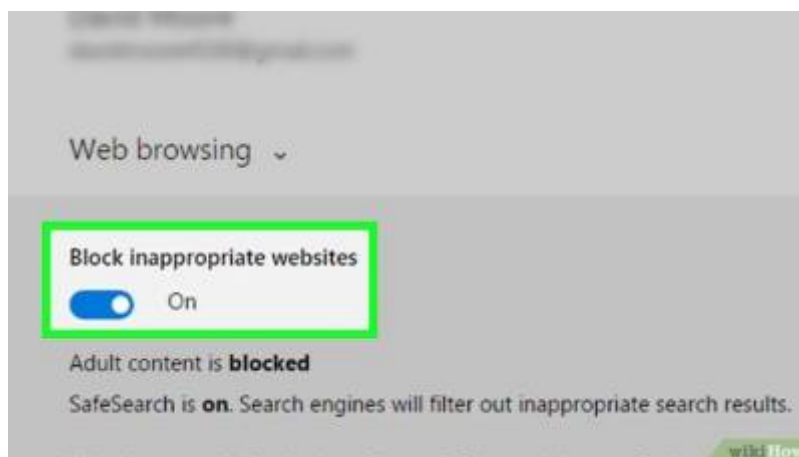 Web browsing
Block inappropriate websites
On
Adult content is blocked
SafeSearch is on. Search engines will filter out inappropriate search results.
wikiHow